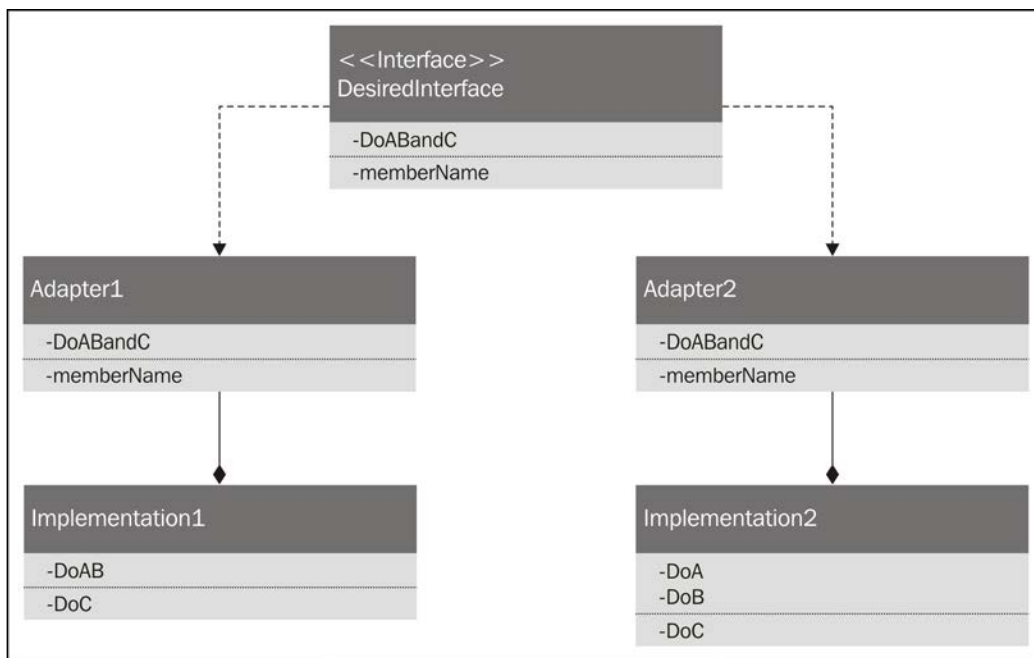 <<Interface>>
DesiredInterface
-DoABandC
-memberName
Adapter1
-DoABandC
-memberName
Adapter2
-DoABandC
-memberName
Implementation1
-DoAB
-DoC
Implementation2
-DoA
-DoB
-DoC